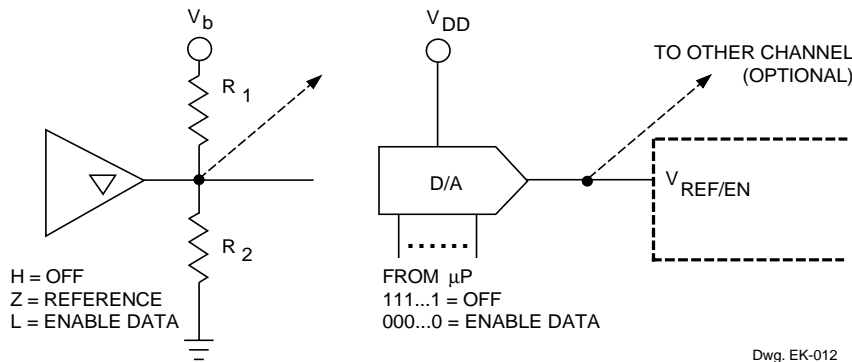 V b
R 1
R 2
H = OFF
Z = REFERENCE
L = ENABLE DATA
V DD
D/A
FROM µP
111...1 = OFF
000...0 = ENABLE DATA
TO OTHER CHANNEL
(OPTIONAL)
V REF/EN
Dwg. EK-012